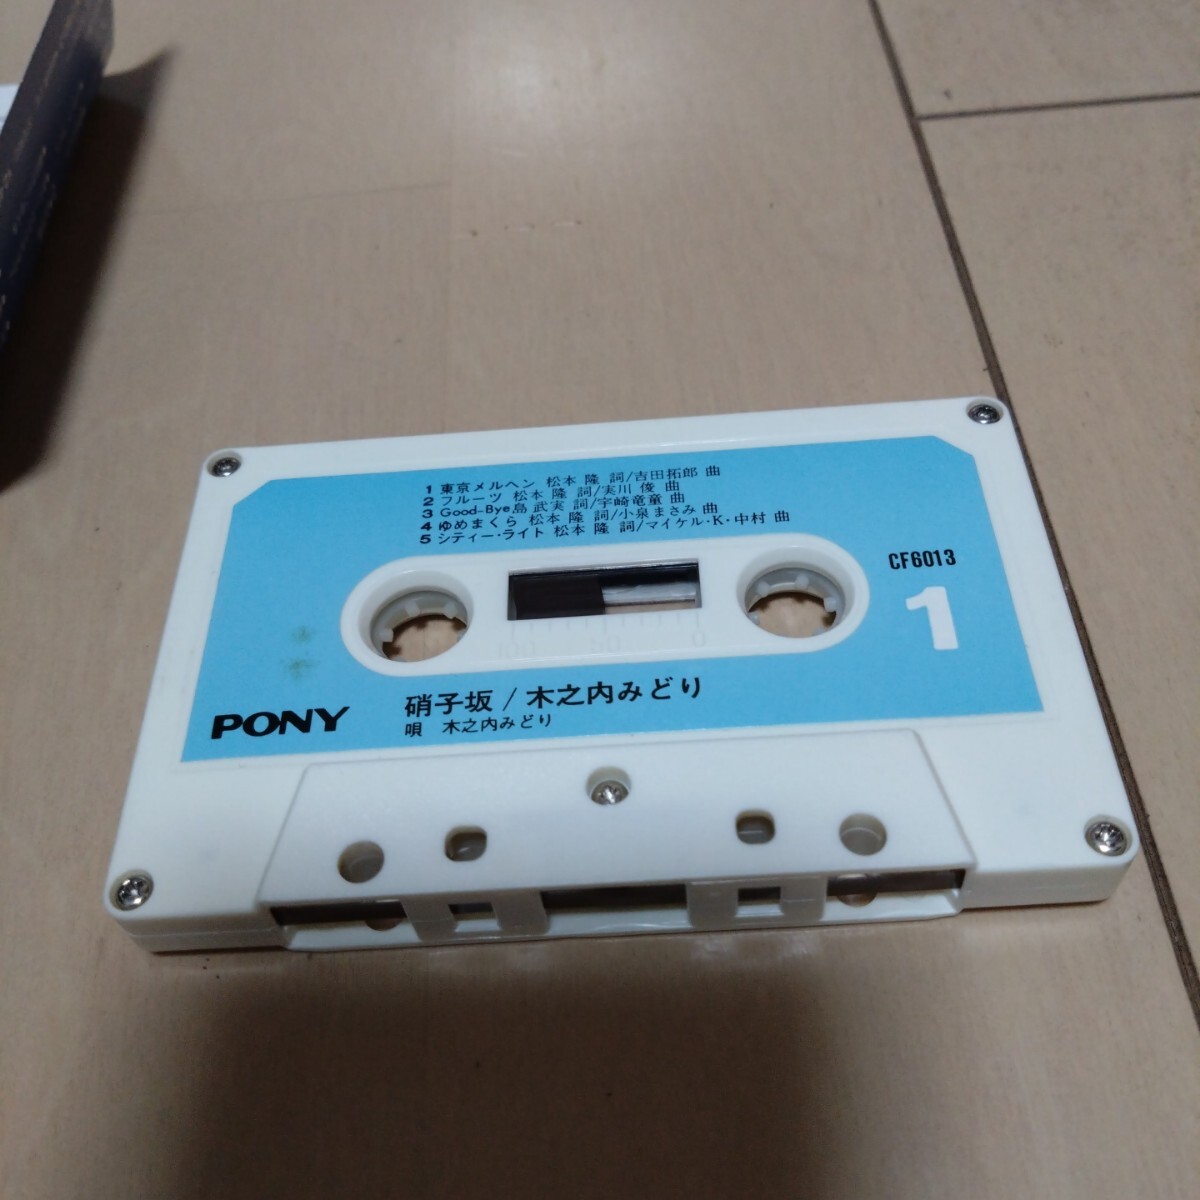 1 東京メルヘン 松本 隆 詞/吉田拓郎 曲
2 フルーツ 松本 隆 詞/実川 俊 曲
3 Good-Bye島 武実 詞/宇崎竜童 曲
4 ゆめまくら 松本 隆 詞/小泉まさみ 曲
5 シティー・ライト 松本 隆 詞/マイケル・K・中村 曲
CF6013
1
100 50 0
硝子坂 / 木之内みどり
唄 木之内みどり
PONY